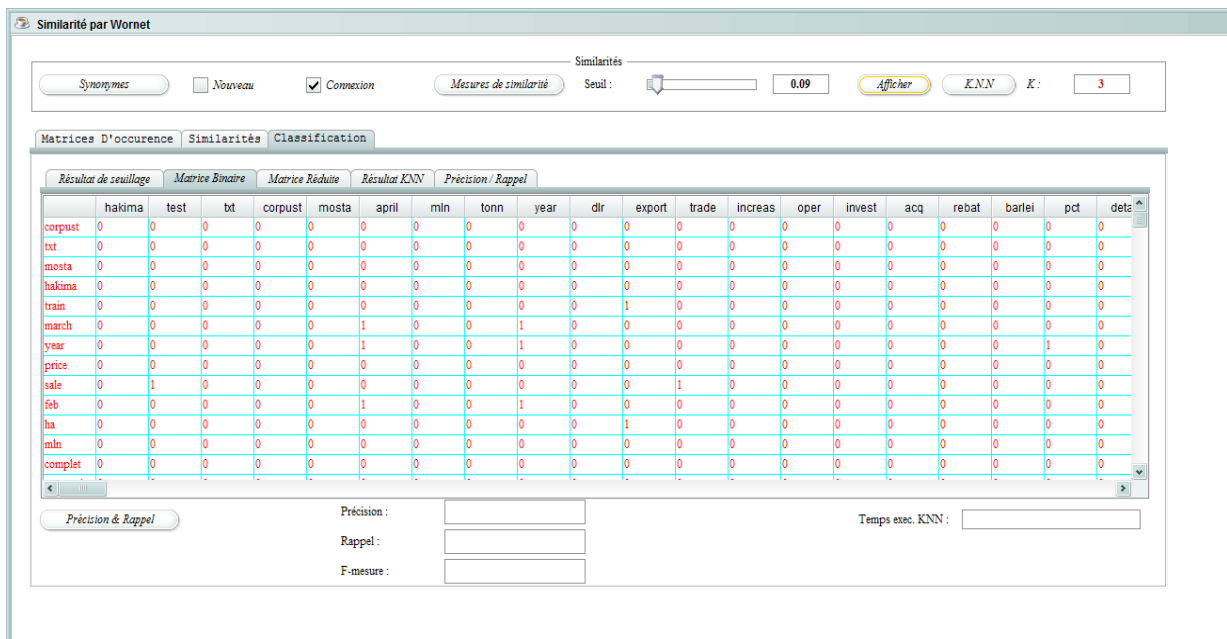 Similarité par Wornet
Similarités
Synonymes Nouveau Connexion Mesures de similarité Seuil : 0.09 Afficher K.N.N K : 3
Matrices D'occurence Similarités Classification
Résultat de seuillage Matrice Binaire Matrice Réduite Résultat KNN Précision / Rappel
hakima test txt corpust mosta april mln tonn year dlr export trade increas oper invest acq rebat barlei pct deta
corpust 0 0 0 0 0 0 0 0 0 0 0 0 0 0 0 0 0 0 0 0
txt 0 0 0 0 0 0 0 0 0 0 0 0 0 0 0 0 0 0 0 0
mosta 0 0 0 0 0 0 0 0 0 0 0 0 0 0 0 0 0 0 0 0
hakima 0 0 0 0 0 0 0 0 0 0 0 0 0 0 0 0 0 0 0 0
train 0 0 0 0 0 0 0 0 0 0 1 0 0 0 0 0 0 0 0 0
march 0 0 0 0 0 1 0 0 1 0 0 0 0 0 0 0 0 0 0 0
year 0 0 0 0 0 1 0 0 1 0 0 0 0 0 0 0 0 0 1 0
price 0 0 0 0 0 0 0 0 0 0 0 0 0 0 0 0 0 0 0 0
sale 0 1 0 0 0 0 0 0 0 0 0 1 0 0 0 0 0 0 0 0
feb 0 0 0 0 0 1 0 0 1 0 0 0 0 0 0 0 0 0 0 0
ha 0 0 0 0 0 0 0 0 0 0 1 0 0 0 0 0 0 0 0 0
mln 0 0 0 0 0 0 0 0 0 0 0 0 0 0 0 0 0 0 0 0
complet 0 0 0 0 0 0 0 0 0 0 0 0 0 0 0 0 0 0 0 0
Précision & Rappel Précision : Temps exec. KNN :
Rappel :
F-mesure :